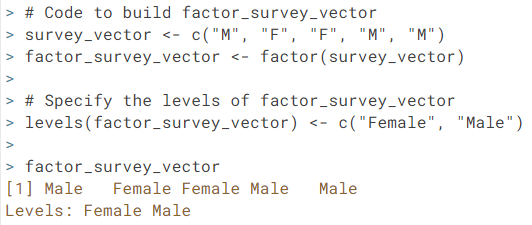 > # Code to build factor_survey_vector
> survey_vector <- c("M", "F", "F", "M", "M")
> factor_survey_vector <- factor(survey_vector)
>
> # Specify the levels of factor_survey_vector
> levels(factor_survey_vector) <- c("Female", "Male")
>
> factor_survey_vector
[1] Male   Female Female Male   Male
Levels: Female Male